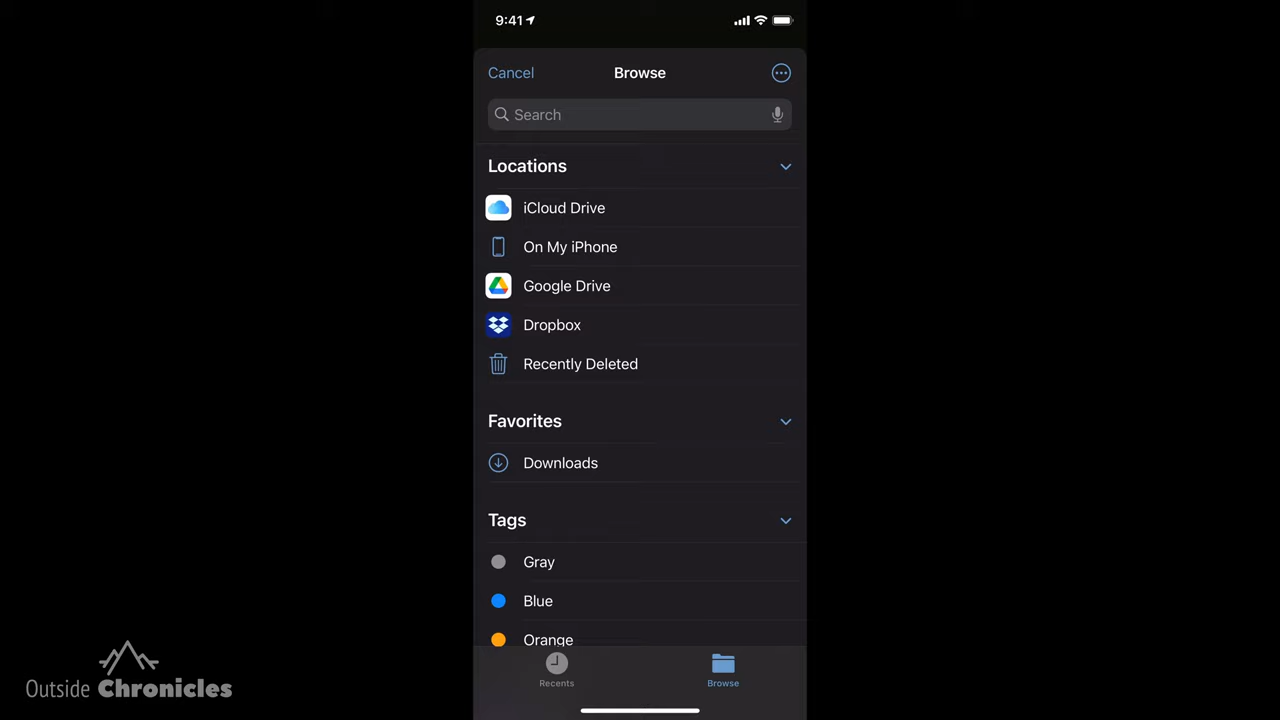 9:41
Cancel
Browse
Search
Locations
iCloud Drive
On My iPhone
Google Drive
Dropbox
Recently Deleted
Favorites
Downloads
Tags
Gray
Blue
Orange
Recents
Browse
Outside Chronicles